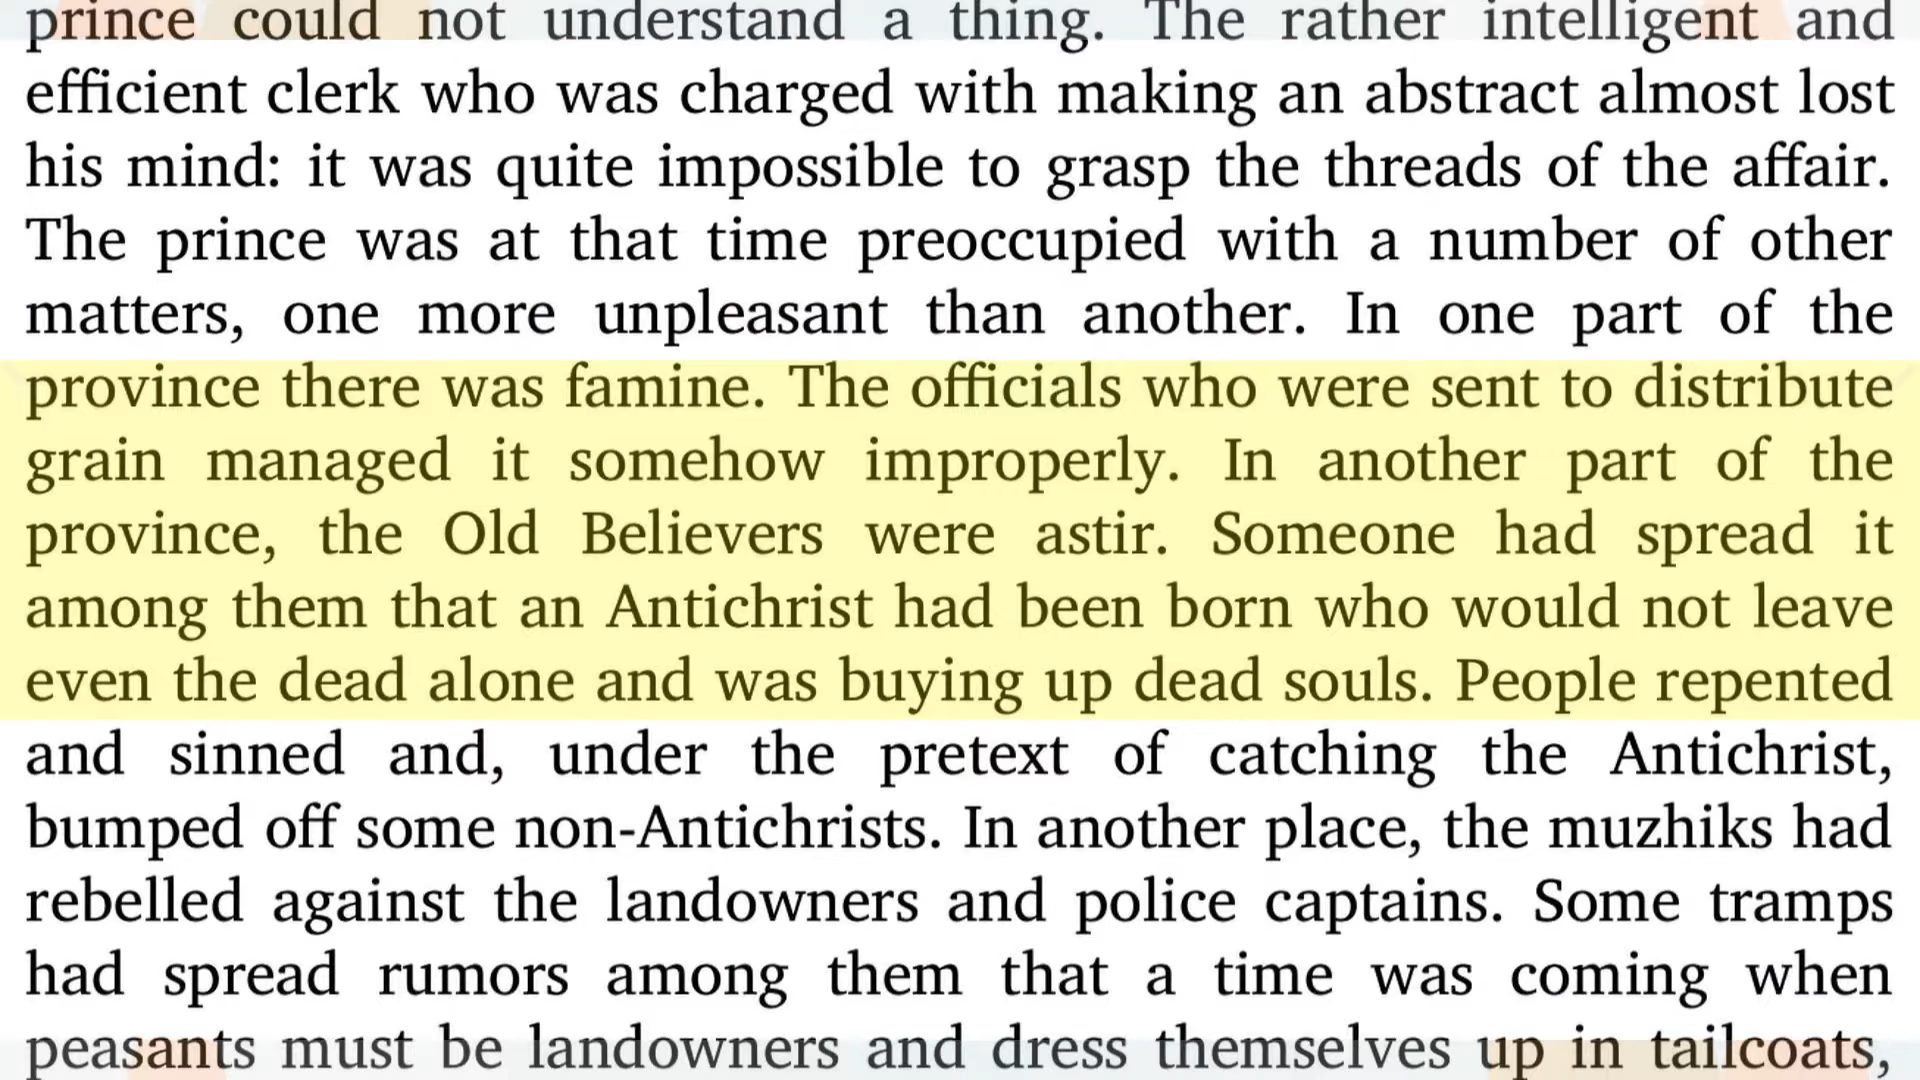 prince could not understand a thing. The rather intelligent and
efficient clerk who was charged with making an abstract almost lost
his mind: it was quite impossible to grasp the threads of the affair.
The prince was at that time preoccupied with a number of other
matters, one more unpleasant than another. In one part of the
province there was famine. The officials who were sent to distribute
grain managed it somehow improperly. In another part of the
province, the Old Believers were astir. Someone had spread it
among them that an Antichrist had been born who would not leave
even the dead alone and was buying up dead souls. People repented
and sinned and, under the pretext of catching the Antichrist,
bumped off some non-Antichrists. In another place, the muzhiks had
rebelled against the landowners and police captains. Some tramps
had spread rumors among them that a time was coming when
peasants must be landowners and dress themselves up in tailcoats,